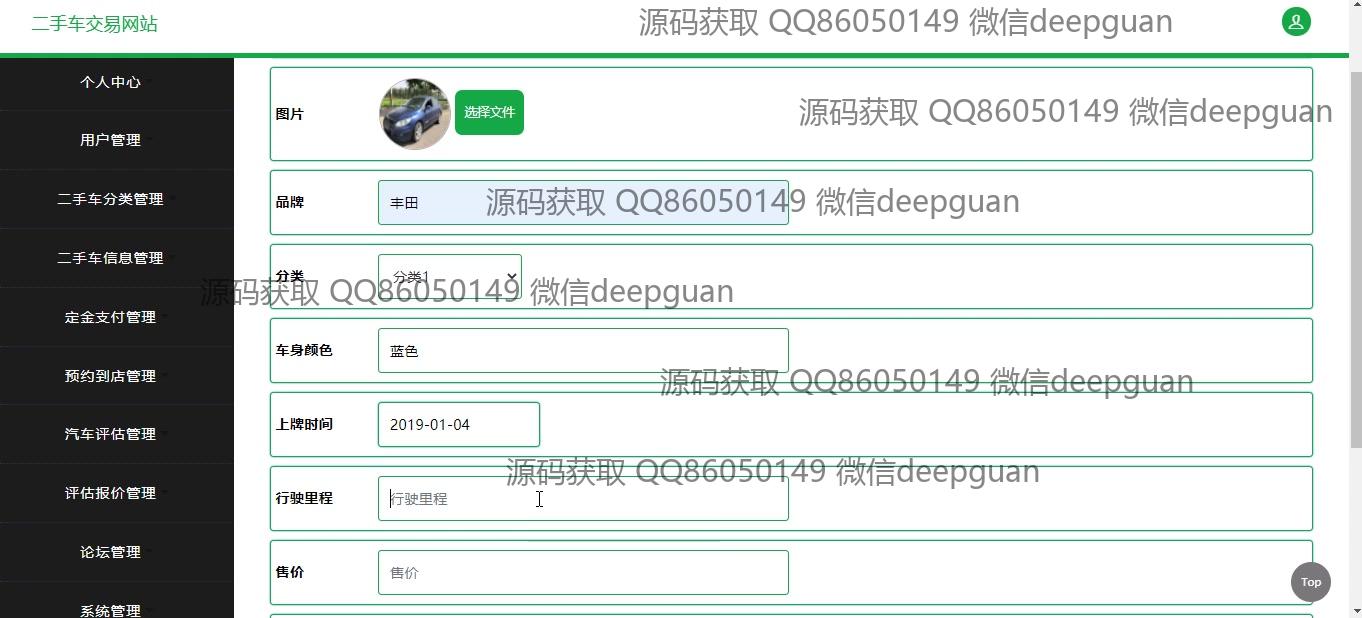 二手车交易网站
源码获取 QQ86050149 微信deepguan
个人中心
用户管理
二手车分类管理
二手车信息管理
定金支付管理
预约到店管理
汽车评估管理
评估报价管理
论坛管理
系统管理
图片
选择文件
源码获取 QQ86050149 微信deepguan
品牌
丰田
源码获取 QQ86050149 微信deepguan
分类
分类1
源码获取 QQ86050149 微信deepguan
车身颜色
蓝色
源码获取 QQ86050149 微信deepguan
上牌时间
2019-01-04
源码获取 QQ86050149 微信deepguan
行驶里程
行驶里程
售价
售价
Top